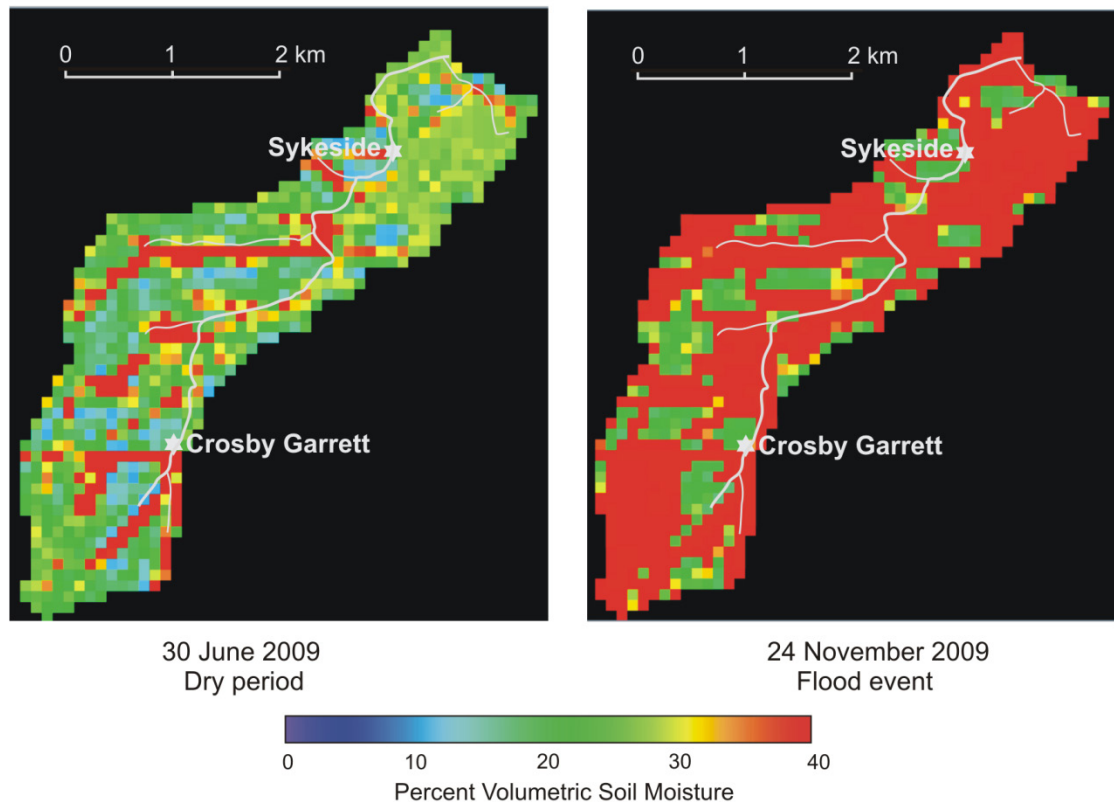 0 1 2 km
Sykeside
Crosby Garrett
30 June 2009
Dry period
0 1 2 km
Sykeside
Crosby Garrett
24 November 2009
Flood event
0 10 20 30 40
Percent Volumetric Soil Moisture